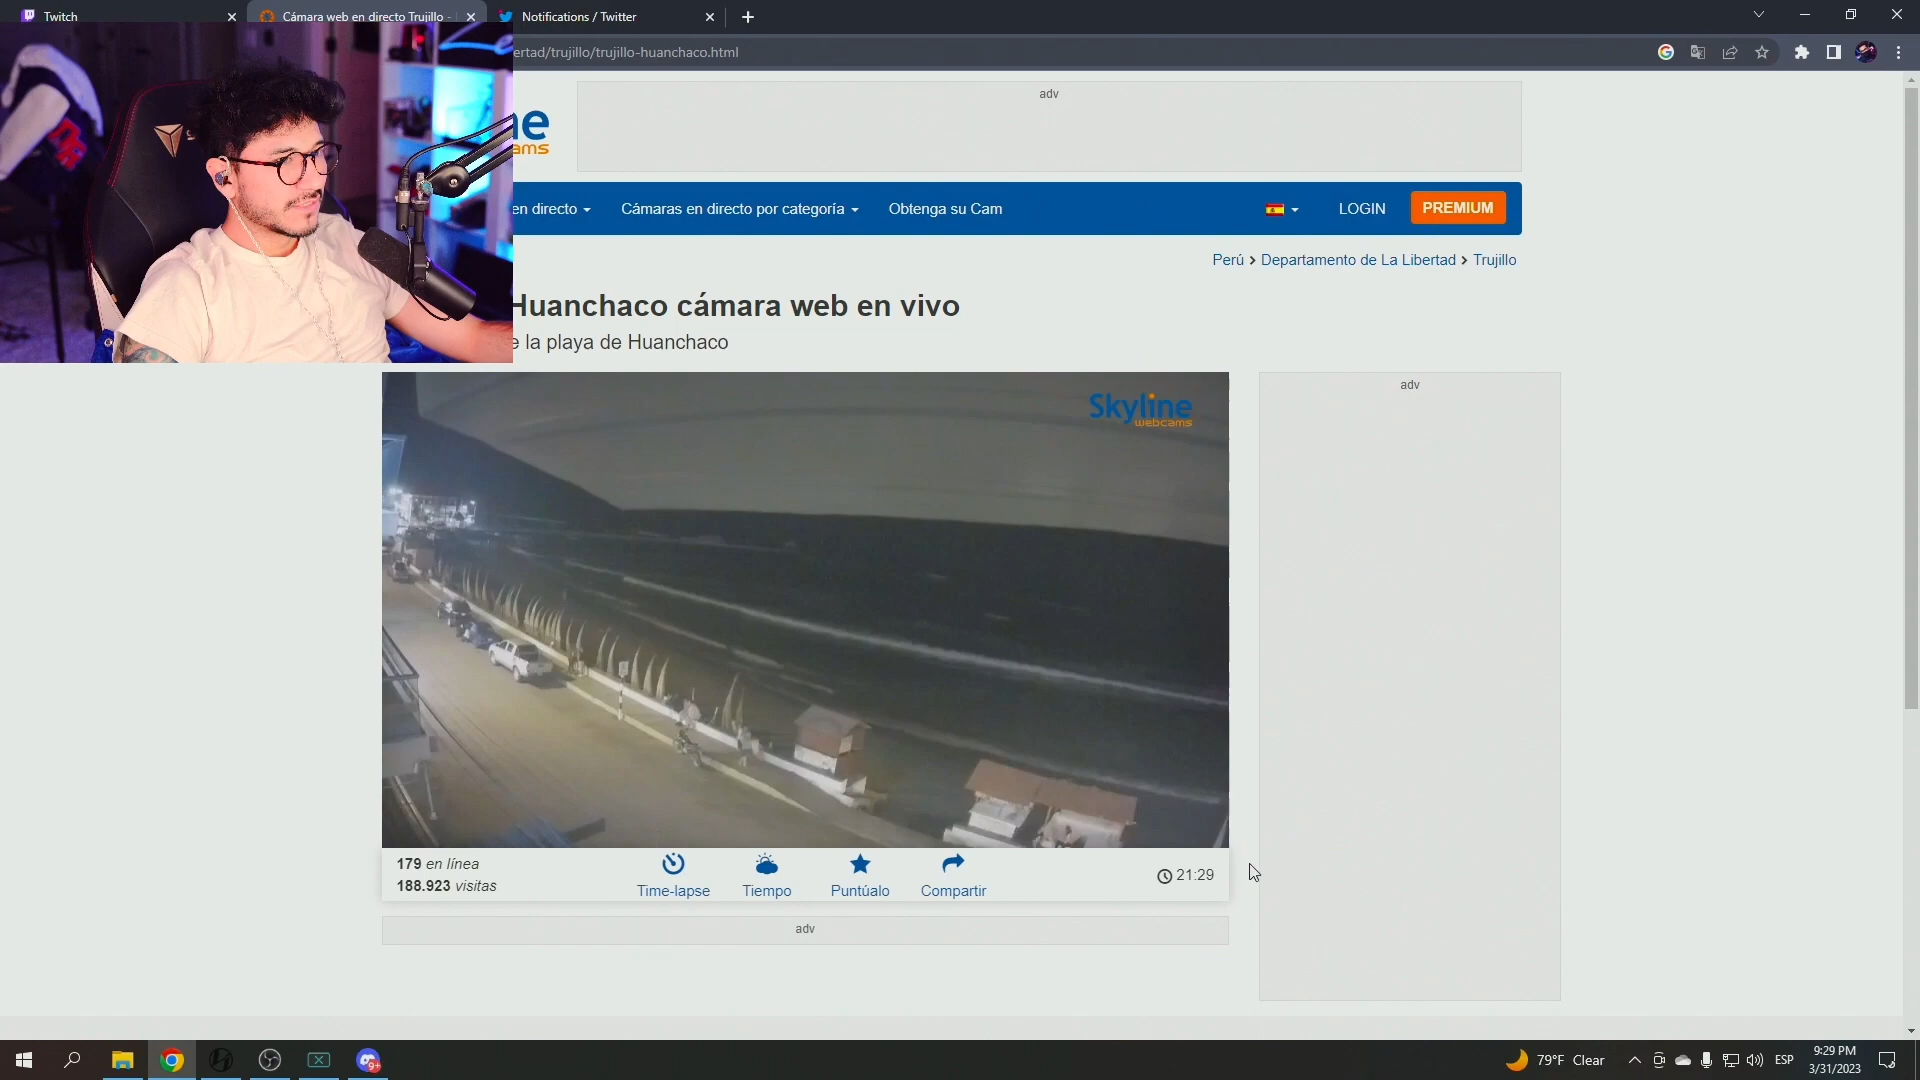 Twitch
Cámara web en directo Trujillo -
Notifications / Twitter
ertad/trujillo/trujillo-huanchaco.html
ne
ams
adv
en directo
Cámaras en directo por categoría
Obtenga su Cam
LOGIN
PREMIUM
Perú > Departamento de La Libertad > Trujillo
Huanchaco cámara web en vivo
e la playa de Huanchaco
Skyline
webcams
adv
179 en línea
188.923 visitas
Time-lapse
Tiempo
Puntúalo
Compartir
21:29
adv
9+
79°F Clear
ESP
9:29 PM
3/31/2023